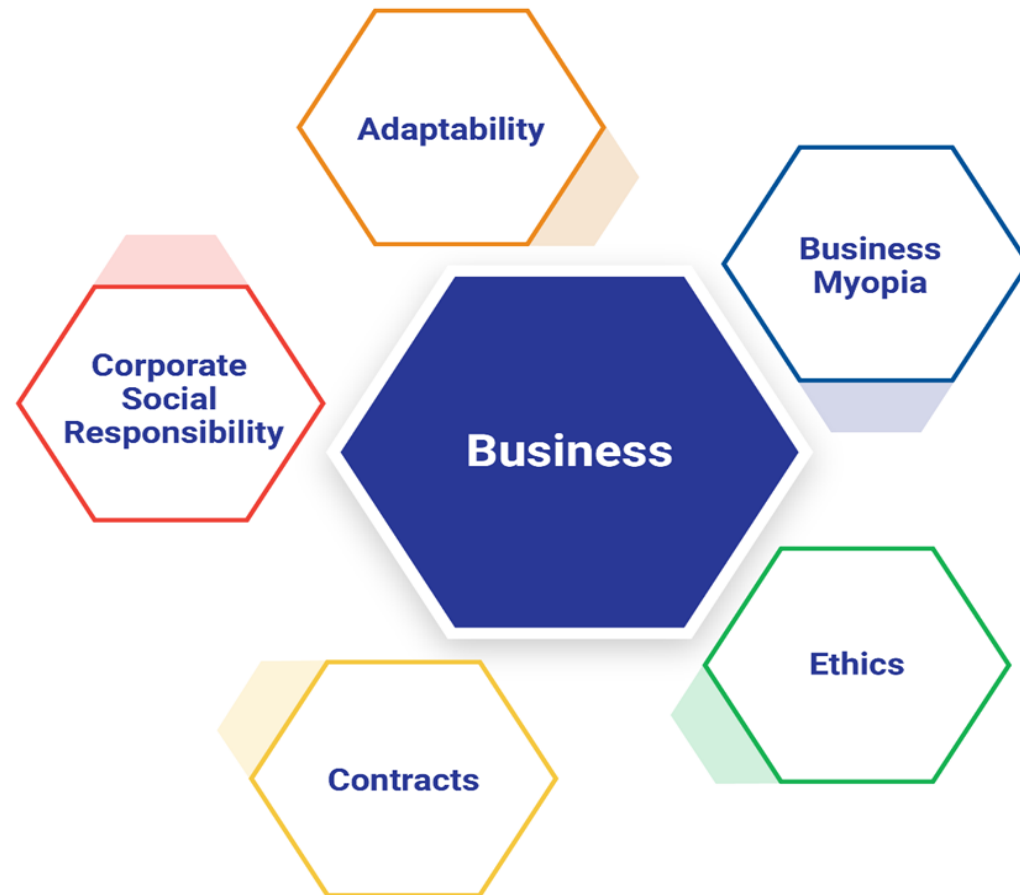 Adaptability
Business
Myopia
Corporate
Social
Responsibility
Business
Ethics
Contracts